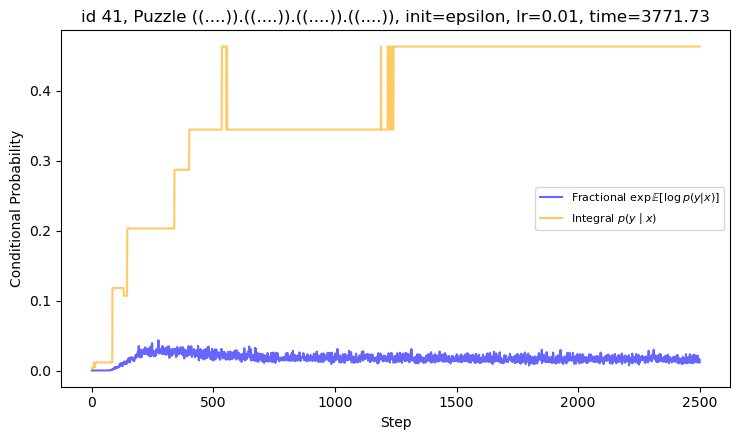 id 41, Puzzle ((....)).((....)).((....)).((....)), init=epsilon, lr=0.01, time=3771.73
Conditional Probability
0.4
0.3
0.2
0.1
0.0
Fractional exp𝔼[log p(y|x)]
Integral p(y | x)
0
500
1000
1500
2000
2500
Step